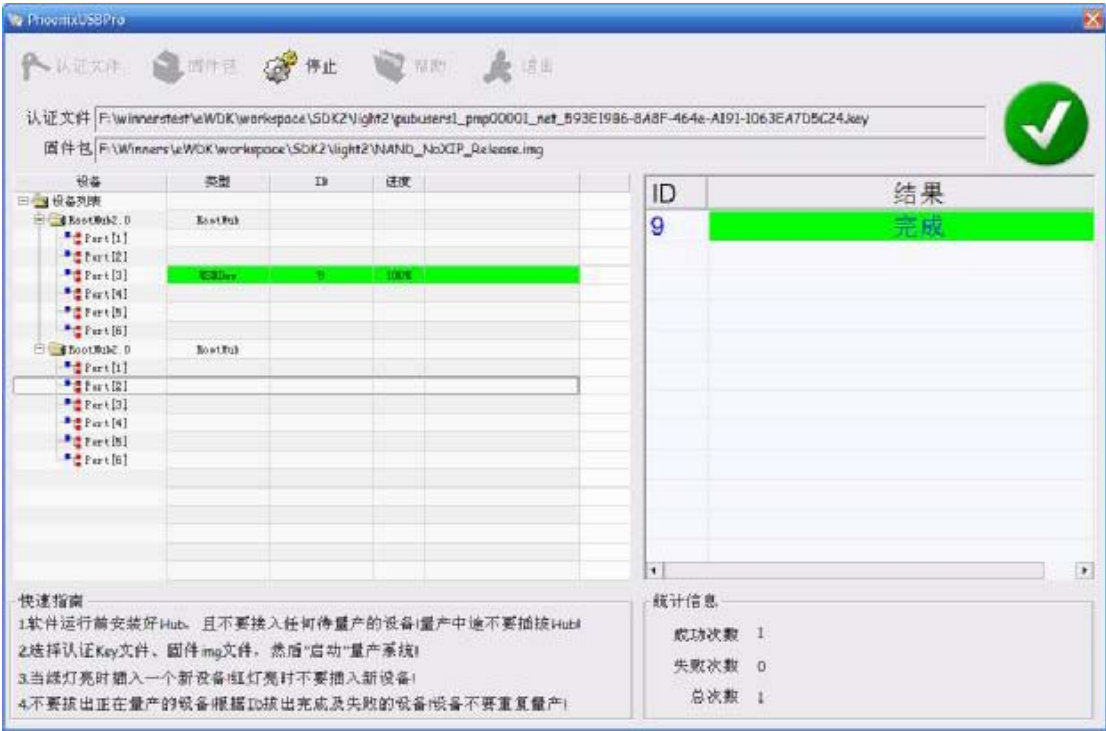 PhoenixUSBPro
认证文件 固件包 停止 帮助 退出
认证文件 F:\winnerstest\eWDK\workspace\SDK2\light2\pubusers1_pmp00001_net_593E1986-8A8F-464e-A191-1063EA7D5C24.key
固件包 F:\Winners\eWDK\workspace\SDK2\light2\NAND_NoXIP_Release.img
设备 类型 ID 进度
设备列表
RootHub2.0 RootHub
Port[1]
Port[2]
Port[3] USBDev 9 100%
Port[4]
Port[5]
Port[6]
RootHub2.0 RootHub
Port[1]
Port[2]
Port[3]
Port[4]
Port[5]
Port[6]
ID 结果
9 完成
快速指南
1.软件运行前安装好Hub、且不要接入任何待量产的设备!量产中途不要插拔Hub!
2.选择认证Key文件、固件img文件，然后"启动"量产系统!
3.当绿灯亮时插入一个新设备!红灯亮时不要插入新设备!
4.不要拔出正在量产的设备!根据ID拔出完成及失败的设备!设备不要重复量产!
统计信息
成功次数 1
失败次数 0
总次数 1